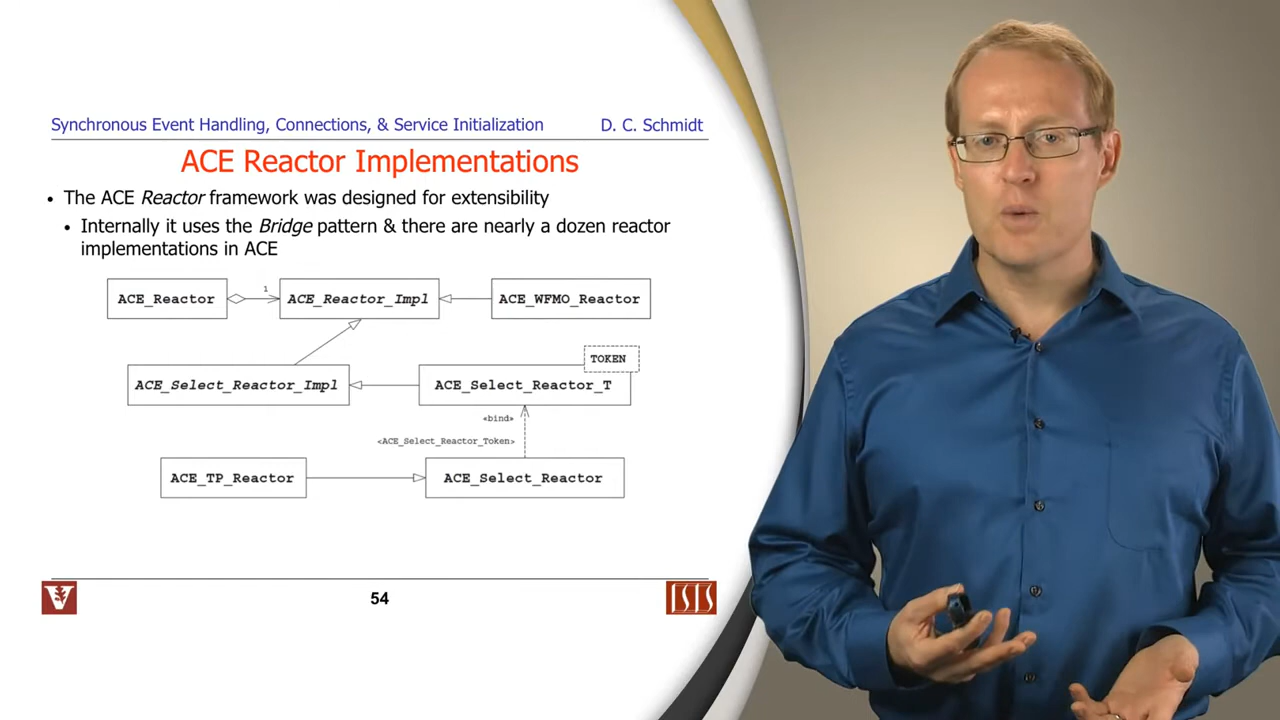 Synchronous Event Handling, Connections, & Service Initialization D. C. Schmidt
ACE Reactor Implementations
• The ACE Reactor framework was designed for extensibility
• Internally it uses the Bridge pattern & there are nearly a dozen reactor
implementations in ACE
ACE_Reactor 1 ACE_Reactor_Impl ACE_WFMO_Reactor
TOKEN
ACE_Select_Reactor_Impl ACE_Select_Reactor_T
«bind»
<ACE_Select_Reactor_Token>
ACE_TP_Reactor ACE_Select_Reactor
V 54 ISIS